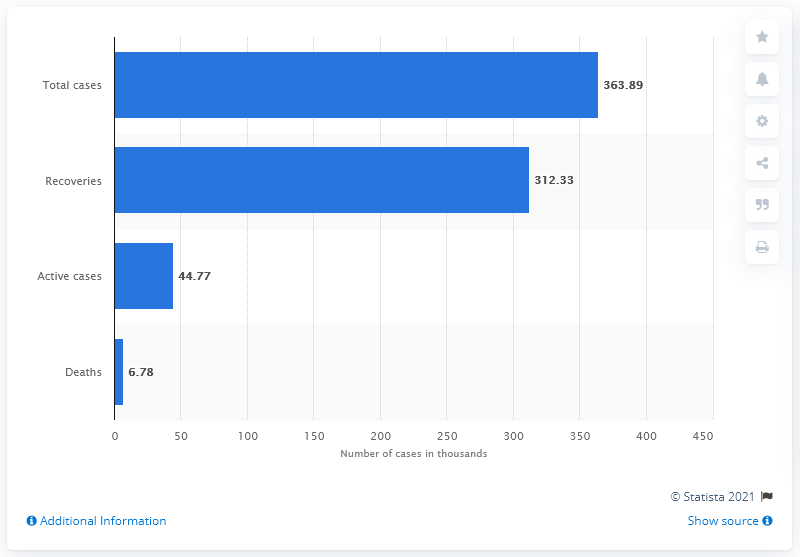 Total cases
363.89
Recoveries
312.33
Active cases
44.77
Deaths
6.78
0 50 100 150 200 250 300 350 400 450
Number of cases in thousands
© Statista 2021
Additional Information
Show source